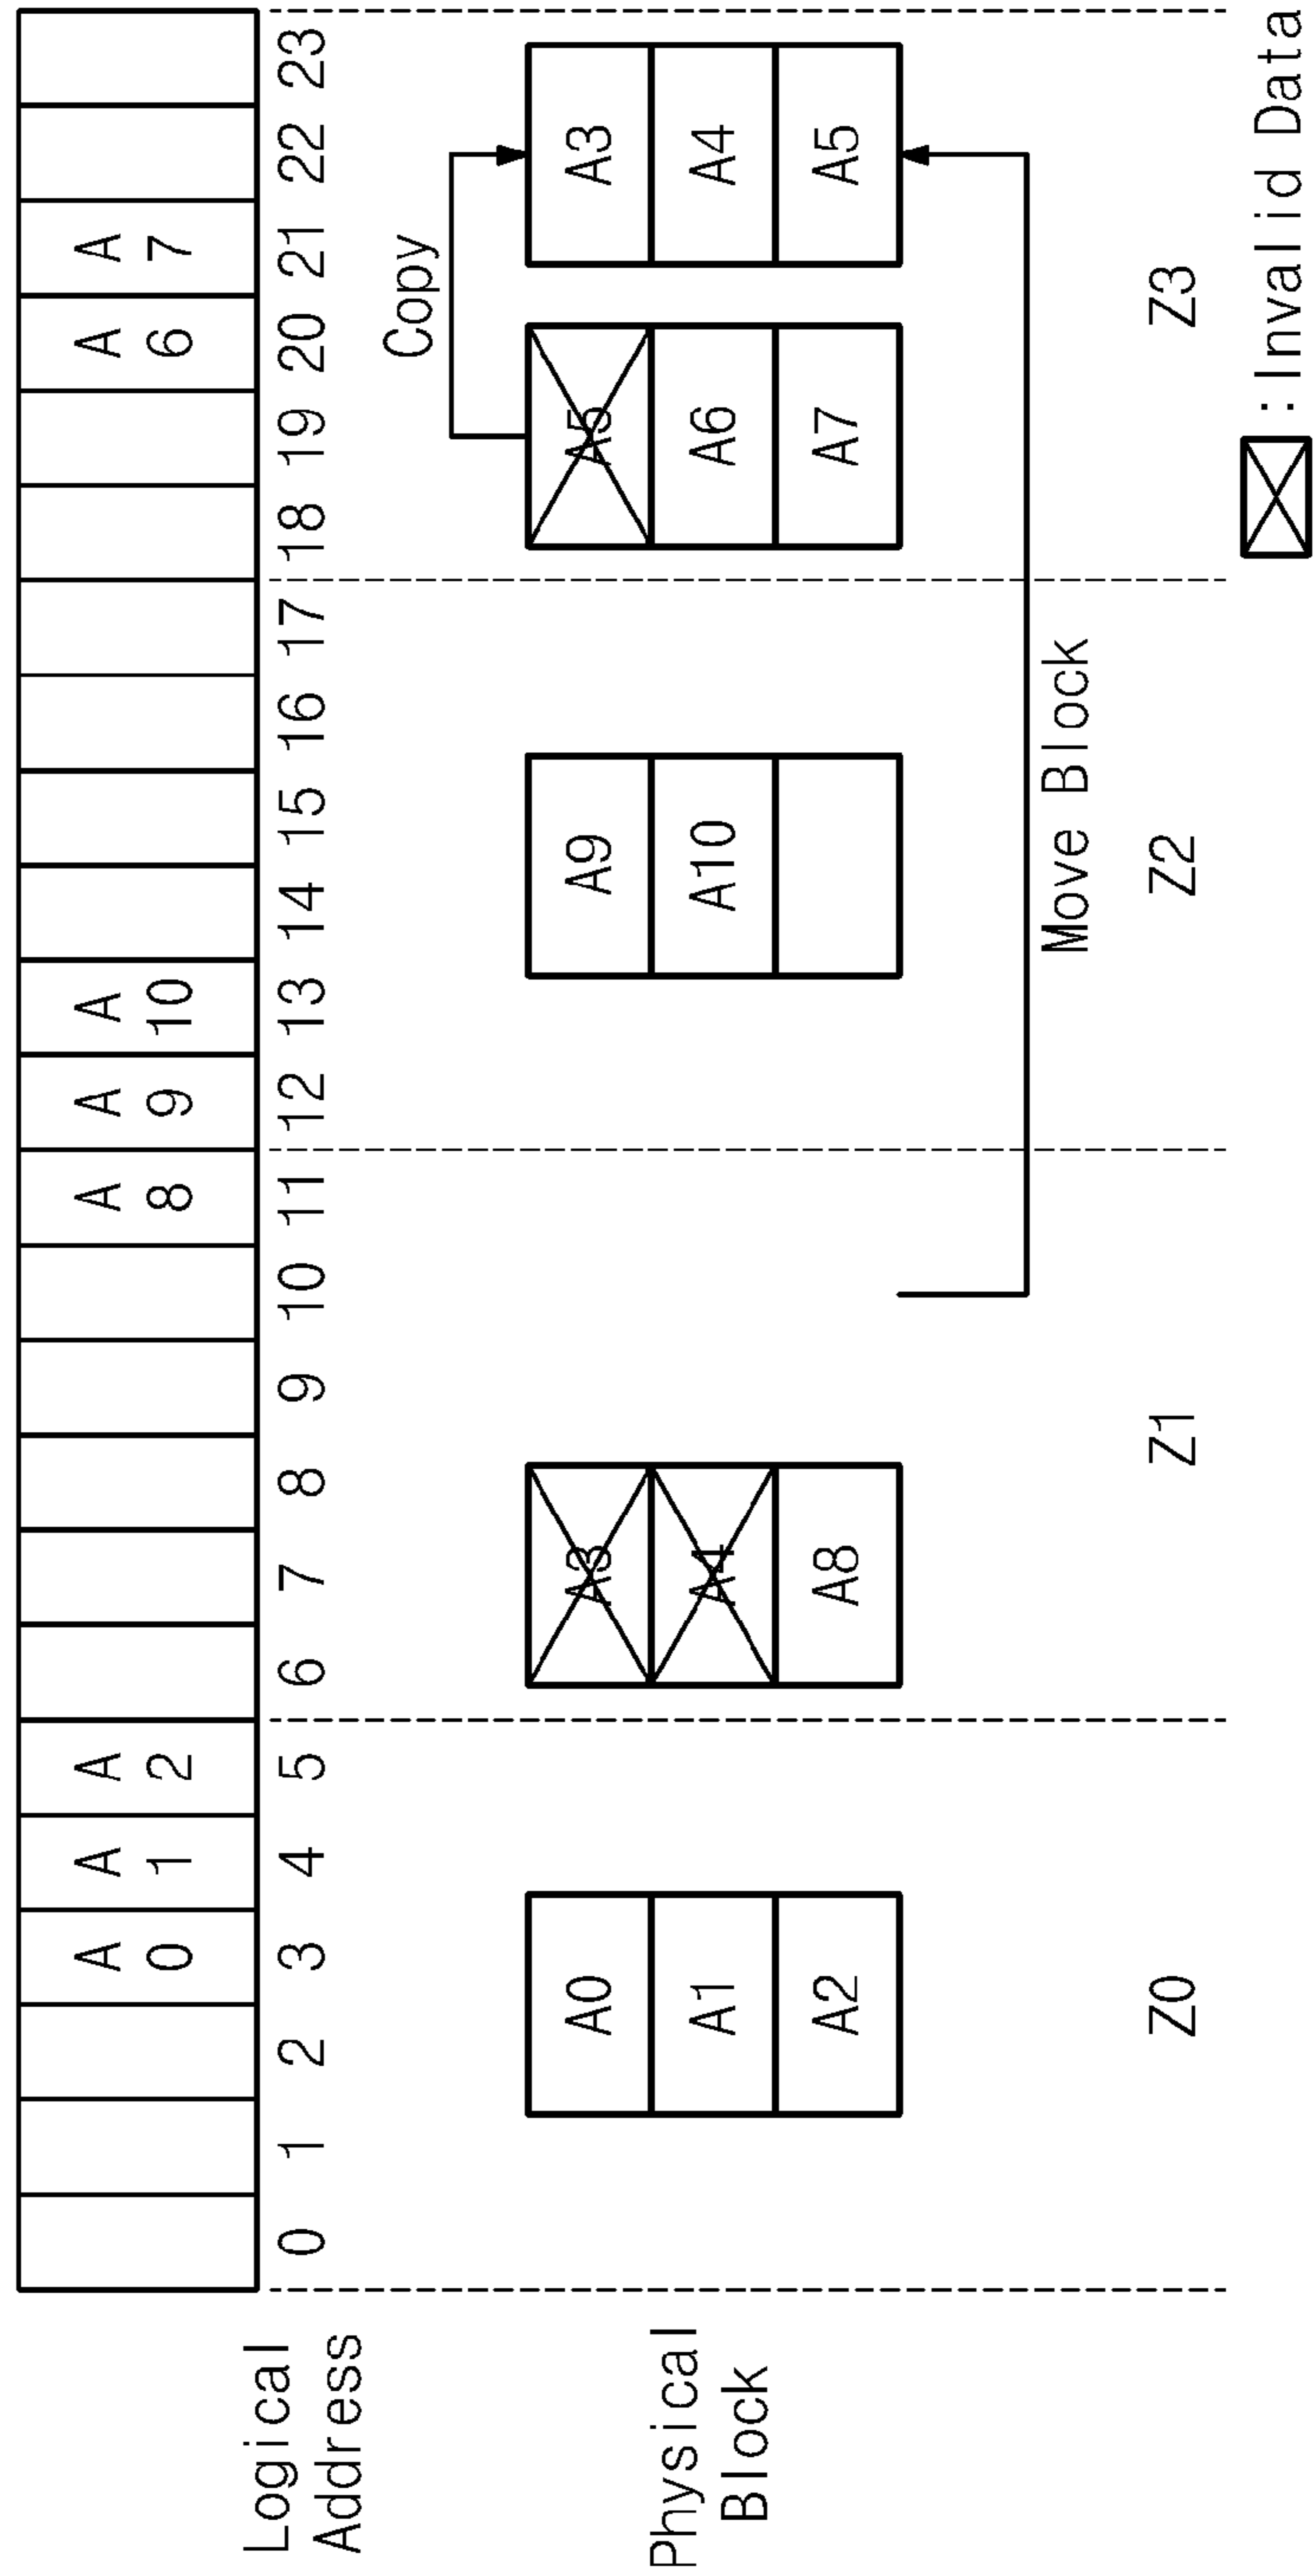 A A A A A A A A
0 1 2 8 9 10 6 7
Logical
Address
0 1 2 3 4 5 6 7 8 9 10 11 12 13 14 15 16 17 18 19 20 21 22 23
Copy
Physical
Block
A0 A3 A9 A5 A3
A1 A4 A10 A6 A4
A2 A8 A7 A5
Move Block
Z0 Z1 Z2 Z3
: Invalid Data